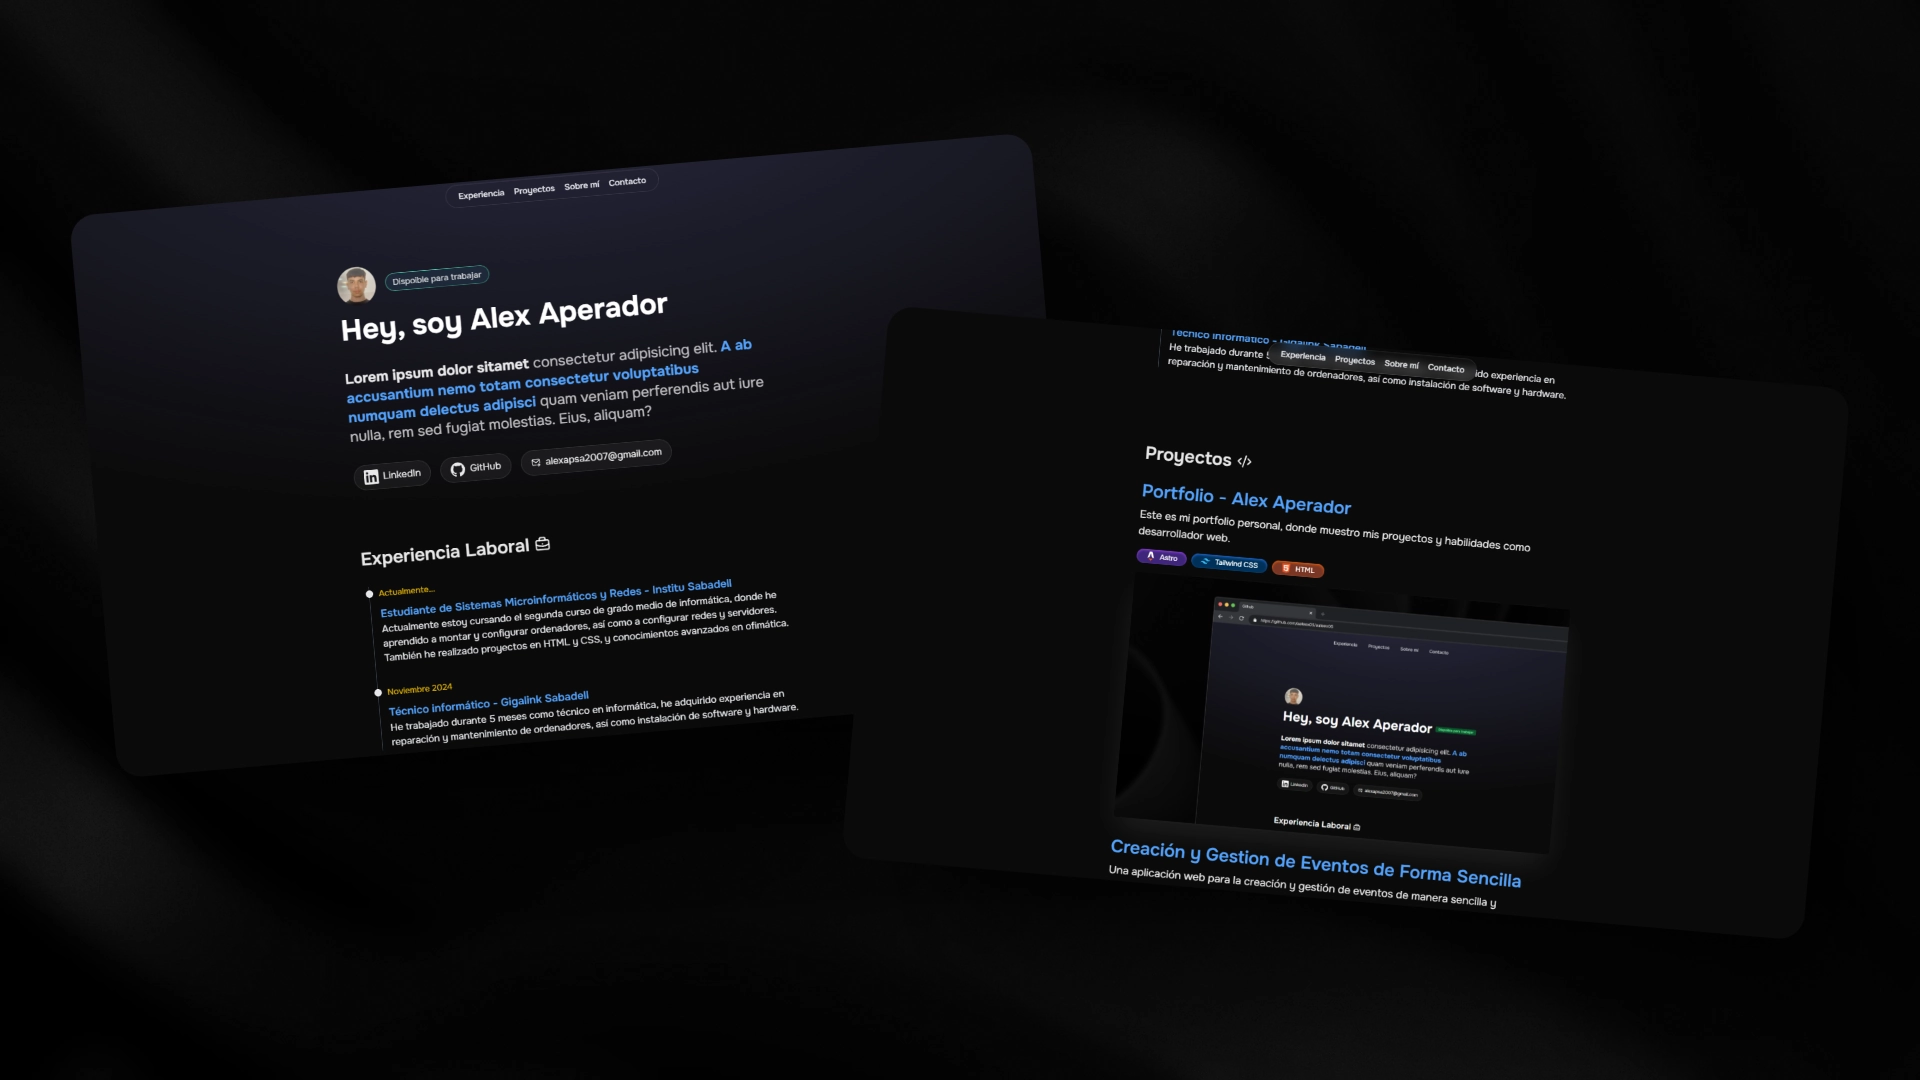 Experiencia Proyectos Sobre mí Contacto
Dispoible para trabajar
Hey, soy Alex Aperador
Lorem ipsum dolor sitamet consectetur adipisicing elit. A ab
accusantium nemo totam consectetur voluptatibus
numquam delectus adipisci quam veniam perferendis aut iure
nulla, rem sed fugiat molestias. Eius, aliquam?
LinkedIn GitHub alexapsa2007@gmail.com
Experiencia Laboral
Actualmente...
Estudiante de Sistemas Microinformáticos y Redes - Institu Sabadell
Actualmente estoy cursando el segunda curso de grado medio de informática, donde he
aprendido a montar y configurar ordenadores, así como a configurar redes y servidores.
También he realizado proyectos en HTML y CSS, y conocimientos avanzados en ofimática.
Noviembre 2024
Técnico informático - Gigalink Sabadell
He trabajado durante 5 meses como técnico en informática, he adquirido experiencia en
reparación y mantenimiento de ordenadores, así como instalación de software y hardware.
Técnico informático - Gigalink Sabadell
Experiencia Proyectos Sobre mí Contacto
He trabajado durante 5 ido experiencia en
reparación y mantenimiento de ordenadores, así como instalación de software y hardware.
Proyectos </>
Portfolio - Alex Aperador
Este es mi portfolio personal, donde muestro mis proyectos y habilidades como
desarrollador web.
Astro Tailwind CSS HTML
Github
Experiencia Proyectos Sobre mí Contacto
Hey, soy Alex Aperador
Lorem ipsum dolor sitamet consectetur adipisicing elit. A ab
accusantium nemo totam consectetur voluptatibus
numquam delectus adipisci quam veniam perferendis aut iure
nulla, rem sed fugiat molestias. Eius, aliquam?
LinkedIn GitHub alexapsa2007@gmail.com
Experiencia Laboral
Creación y Gestion de Eventos de Forma Sencilla
Una aplicación web para la creación y gestión de eventos de manera sencilla y